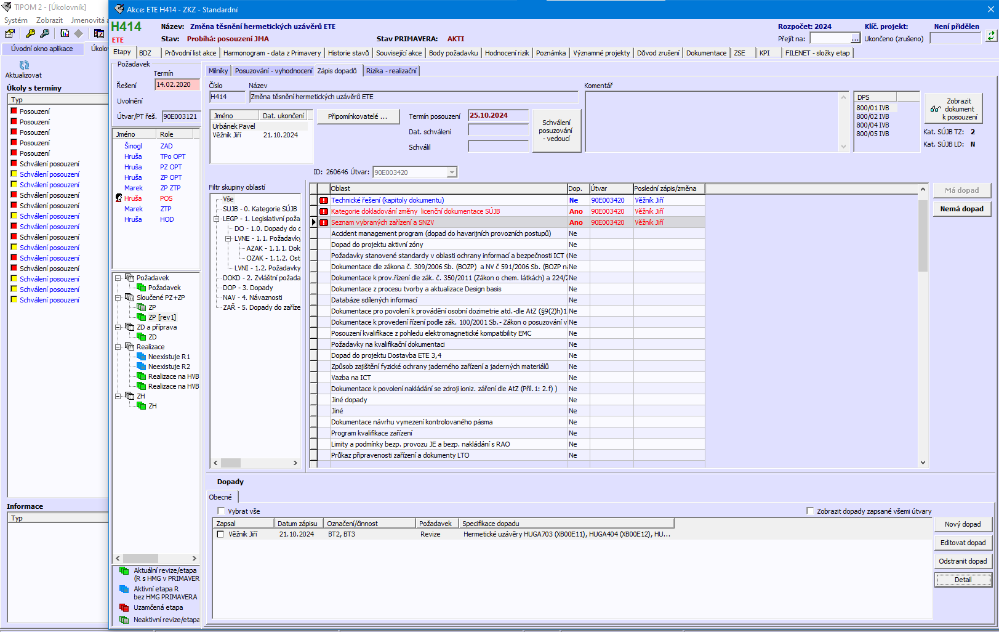 TIPOM 2 - [Úkolovník]
Systém Zobrazit Jmenovitá a
Úvodní okno aplikace Úkolo
Aktualizovat
Úkoly s termíny
Typ
Posouzení
Posouzení
Posouzení
Posouzení
Posouzení
Schválení posouzení
Schválení posouzení
Schválení posouzení
Schválení posouzení
Schválení posouzení
Schválení posouzení
Schválení posouzení
Schválení posouzení
Schválení posouzení
Schválení posouzení
Schválení posouzení
Schválení posouzení
Schválení posouzení
Schválení posouzení
Informace
Typ
Akce: ETE H414 - ZKZ - Standardní
H414
ETE
Název: Změna těsnění hermetických uzávěrů ETE
Stav: Probíhá: posouzení JMA
Stav PRIMAVERA: AKTI
Rozpočet: 2024 Klíč. projekt: Není přidělen
Přejít na: ... Ukončeno (zrušeno)
Etapy BDZ Průvodní list akce Harmonogram - data z Primavery Historie stavů Související akce Body požadavku Hodnocení rizik Poznámka Významné projekty Důvod zrušení Dokumentace ZSE KPI FILENET - složky etap
Požadavek
Termín
Řešení 14.02.2020
Uvolnění
Útvar/PT řeš. 90E003121
Jméno Role
Šinogl ZAD
Hruša TPo OPT
Hruša PZ OPT
Hruša ZP OPT
Marek ZP ZTP
Hruša POS
Marek ZTP
Hruša HOD
Požadavek
Požadavek
Sloučené PZ+ZP
ZP
ZP [rev1]
ZD a příprava
ZD
Realizace
Neexistuje R1
Neexistuje R2
Realizace na HVB
Realizace na HVB
ZH
ZH
Aktuální revize/etapa
(R s HMG v PRIMAVER
Aktivní etapa R
bez HMG PRIMAVERA
Uzamčená etapa
Neaktivní revize/etapa
Milníky Posuzování - vyhodnocení Zápis dopadů Rizika - realizační
Číslo Název
H414 Změna těsnění hermetických uzávěrů ETE
Jméno Dat. ukončení
Urbánek Pavel
Věžník Jiří 21.10.2024
Připomínkovatelé ...
Termín posouzení 25.10.2024
Dat. schválení
Schválil
Schválení
posuzování
- vedoucí
Komentář
DPS
800/01 IVB
800/02 IVB
800/04 IVB
800/05 IVB
Zobrazit
dokument
k posouzení
Kat. SÚJB TZ: 2
Kat. SÚJB LD: N
ID: 260646 Útvar: 90E003420
Filtr skupiny oblastí
Vše
SUJB - 0. Kategorie SÚJB
LEGP - 1. Legislativní poža
DO - 1.0. Dopady do d
LVNE - 1.1. Požadavky
AZAK - 1.1.1. Dok
OZAK - 1.1.2. Ost
LVNI - 1.2. Požadavky
DOKD - 2. Zvláštní požada
DOP - 3. Dopady
NAV - 4. Návaznosti
ZAŘ - 5. Dopady do zaříze
Oblast Dop. Útvar Poslední zápis/změna
Technické řešení (kapitoly dokumentu) Ne 90E003420 Věžník Jiří
Kategorie dokladování změny licenční dokumentace SÚJB Ano 90E003420 Věžník Jiří
Seznam vybraných zařízení a SNZV Ano 90E003420 Věžník Jiří
Accident management program (dopad do havarijních provozních postupů) Ne
Dopad do projektu aktivní zóny Ne
Požadavky stanovené standardy v oblasti ochrany informací a bezpečnosti ICT ( Ne
Dokumentace dle zákona č. 309/2006 Sb. (BOZP) a NV č 591/2006 Sb. (BOZP na Ne
Dokumentace k prov.řízení dle zák. č. 350/2011 (Zákon o chem. látkách) a 224/2 Ne
Dokumentace z procesu tvorby a aktualizace Design basis Ne
Databáze sdílených informací Ne
Dokumentace pro povolení k provádění osobní dozimetrie atd.-dle AtZ (§9(2)h)1 Ne
Dokumentace k provedení řízení podle zák. 100/2001 Sb.- Zákon o posuzování v Ne
Posouzení kvalifikace z pohledu elektromagnetické kompatibility EMC Ne
Požadavky na kvalifikační dokumentaci Ne
Dopad do projektu Dostavba ETE 3,4 Ne
Způsob zajištění fyzické ochrany jaderného zařízení a jaderných materiálů Ne
Vazba na ICT Ne
Dokumentace k povolení nakládání se zdroji ioniz. záření dle AtZ (Příl.1: 2.f) ) Ne
Jiné dopady Ne
Jiné Ne
Dokumentace návrhu vymezení kontrolovaného pásma Ne
Program kvalifikace zařízení Ne
Limity a podmínky bezp. provozu JE a bezp. nakládání s RAO Ne
Průkaz připravenosti zařízení a dokumenty LTO Ne
Má dopad
Nemá dopad
Dopady
Obecné
Vybrat vše Zobrazit dopady zapsané všemi útvary
Zapsal Datum zápisu Označení/činnost Požadavek Specifikace dopadu
Věžník Jiří 21.10.2024 BT2, BT3 Revize Hermetické uzávěry HUGA703 (XB00E11), HUGA404 (XB00E12), HU...
Nový dopad
Editovat dopad
Odstranit dopad
Detail